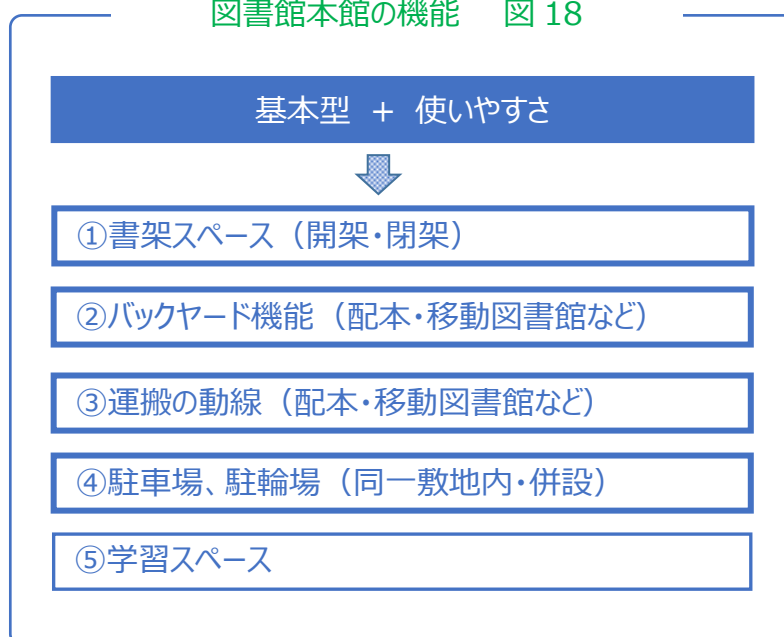 図書館本館の機能　図 18
基本型 + 使いやすさ
①書架スペース（開架・閉架）
②バックヤード機能（配本・移動図書館など）
③運搬の動線（配本・移動図書館など）
④駐車場、駐輪場（同一敷地内・併設）
⑤学習スペース